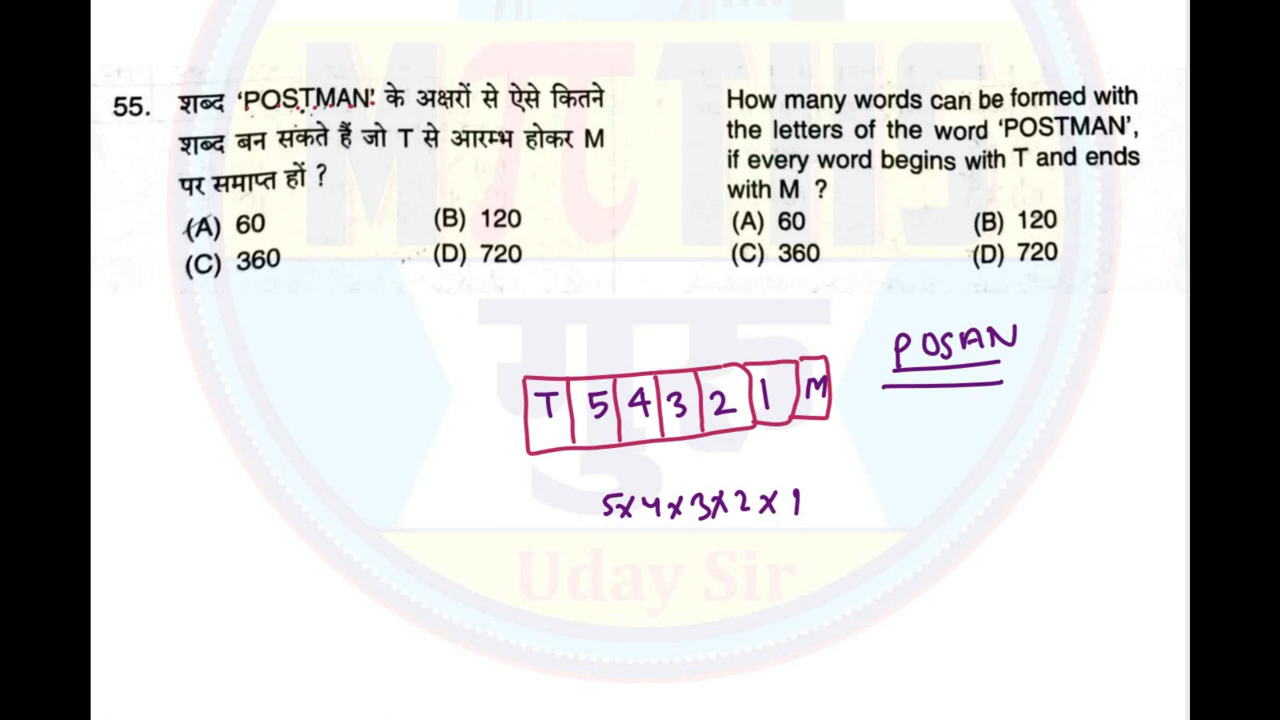 55. शब्द 'POSTMAN' के अक्षरों से ऐसे कितने
शब्द बन सकते हैं जो T से आरम्भ होकर M
पर समाप्त हों ?
(A) 60 (B) 120
(C) 360 (D) 720
How many words can be formed with
the letters of the word 'POSTMAN',
if every word begins with T and ends
with M ?
(A) 60 (B) 120
(C) 360 (D) 720
POSAN
T 5 4 3 2 1 M
5x4x3x2x1
MπTHS
गुरु
Uday Sir